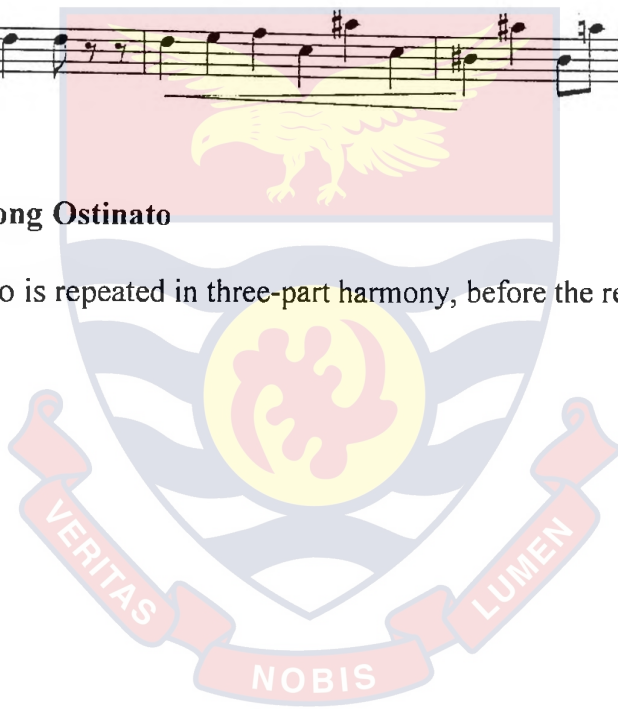 ong Ostinato
o is repeated in three-part harmony, before the re
VERITAS
NOBIS
LUMEN